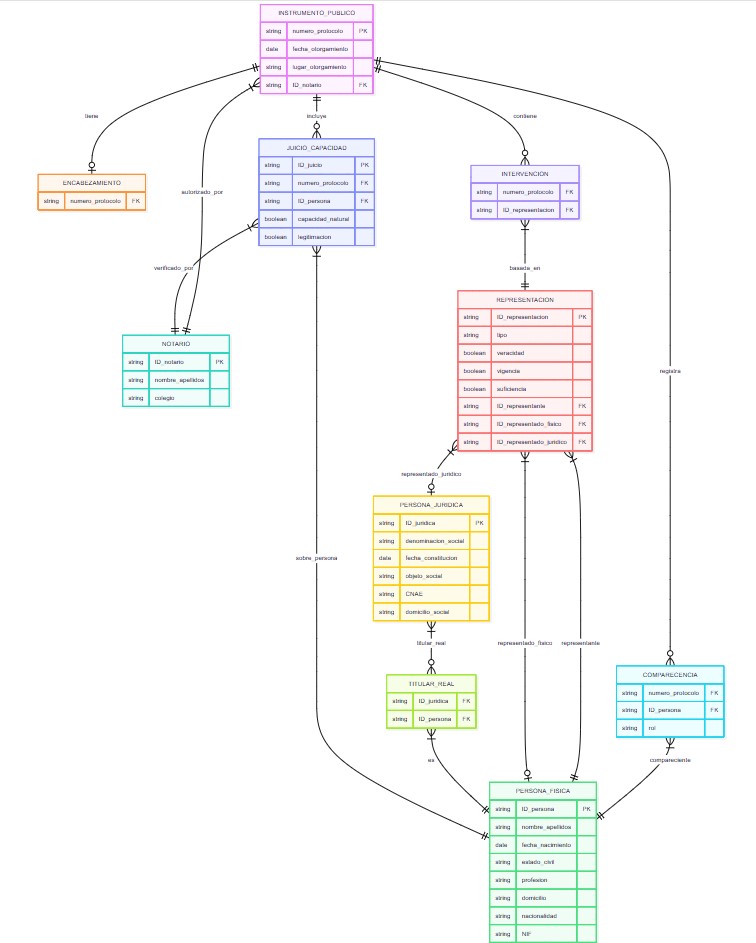 INSTRUMENTO_PUBLICO
string numero_protocolo PK
date fecha_otorgamiento
string lugar_otorgamiento
string ID_notario FK
tiene
incluye
contiene
JUICIO_CAPACIDAD
string ID_juicio PK
string numero_protocolo FK
string ID_persona FK
boolean capacidad_natural
boolean legitimacion
INTERVENCION
string numero_protocolo FK
string ID_representacion FK
ENCABEZAMIENTO
string numero_protocolo FK
autorizado_por
verificado_por
basada_en
REPRESENTACION
string ID_representacion PK
string tipo
boolean veracidad
boolean vigencia
boolean suficiencia
string ID_representante FK
string ID_representado_fisico FK
string ID_representado_juridico FK
NOTARIO
string ID_notario PK
string nombre_apellidos
string colegio
registra
representado_juridico
PERSONA_JURIDICA
string ID_juridica PK
string denominacion_social
date fecha_constitucion
string objeto_social
string CNAE
string domicilio_social
sobre_persona
titular_real
representado_fisico
representante
TITULAR_REAL
string ID_juridica FK
string ID_persona FK
COMPARECENCIA
string numero_protocolo FK
string ID_persona FK
string rol
es
compareciente
PERSONA_FISICA
string ID_persona PK
string nombre_apellidos
date fecha_nacimiento
string estado_civil
string profesion
string domicilio
string nacionalidad
string NIF